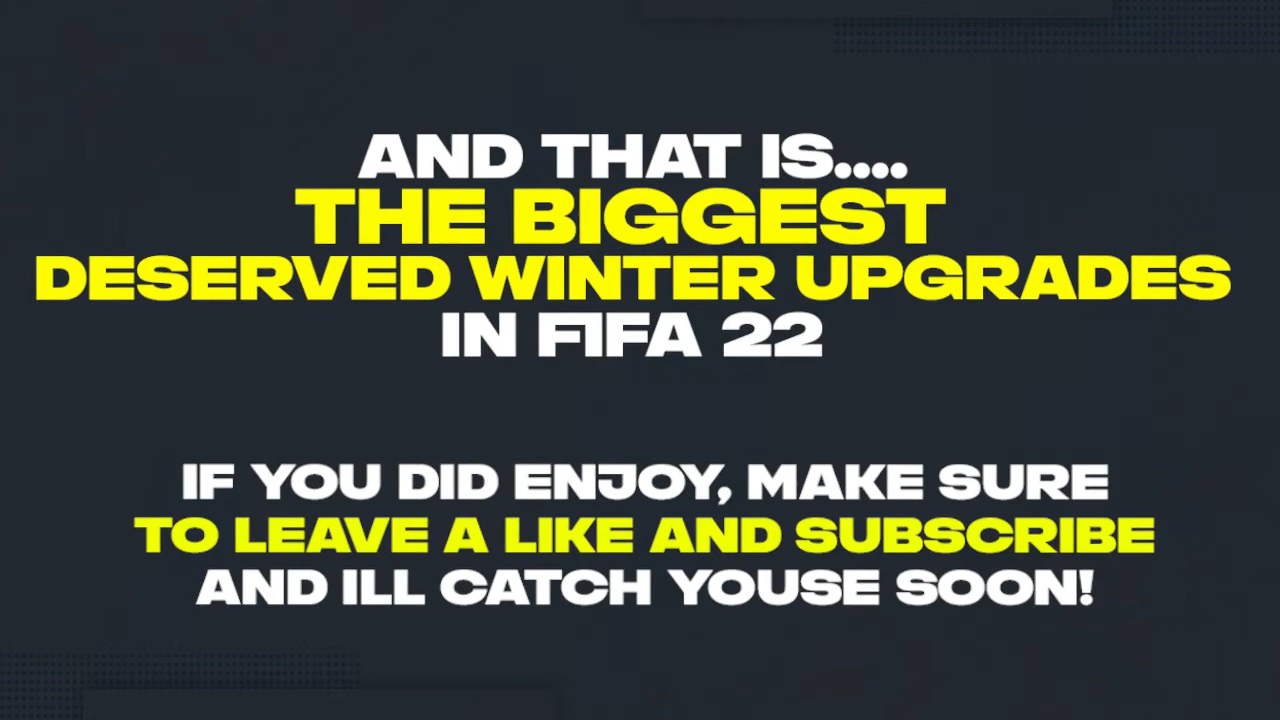 AND THAT IS....
THE BIGGEST
DESERVED WINTER UPGRADES
IN FIFA 22
IF YOU DID ENJOY, MAKE SURE
TO LEAVE A LIKE AND SUBSCRIBE
AND ILL CATCH YOUSE SOON!